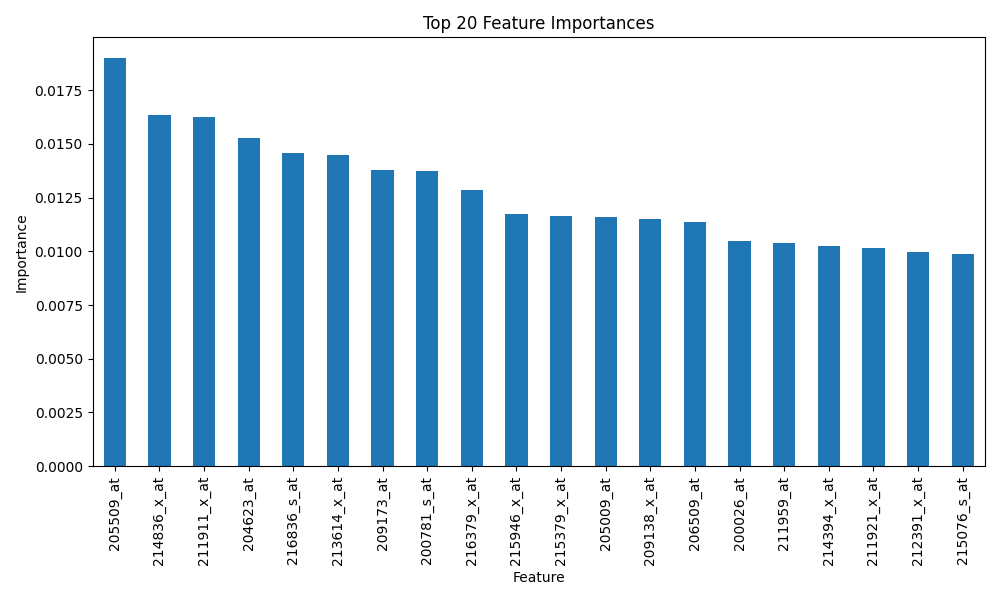 Top 20 Feature Importances
Importance
0.0175
0.0150
0.0125
0.0100
0.0075
0.0050
0.0025
0.0000
205509_at
214836_x_at
211911_x_at
204623_at
216836_s_at
213614_x_at
209173_at
200781_s_at
216379_x_at
215946_x_at
215379_x_at
205009_at
209138_x_at
206509_at
200026_at
211959_at
214394_x_at
211921_x_at
212391_x_at
215076_s_at
Feature